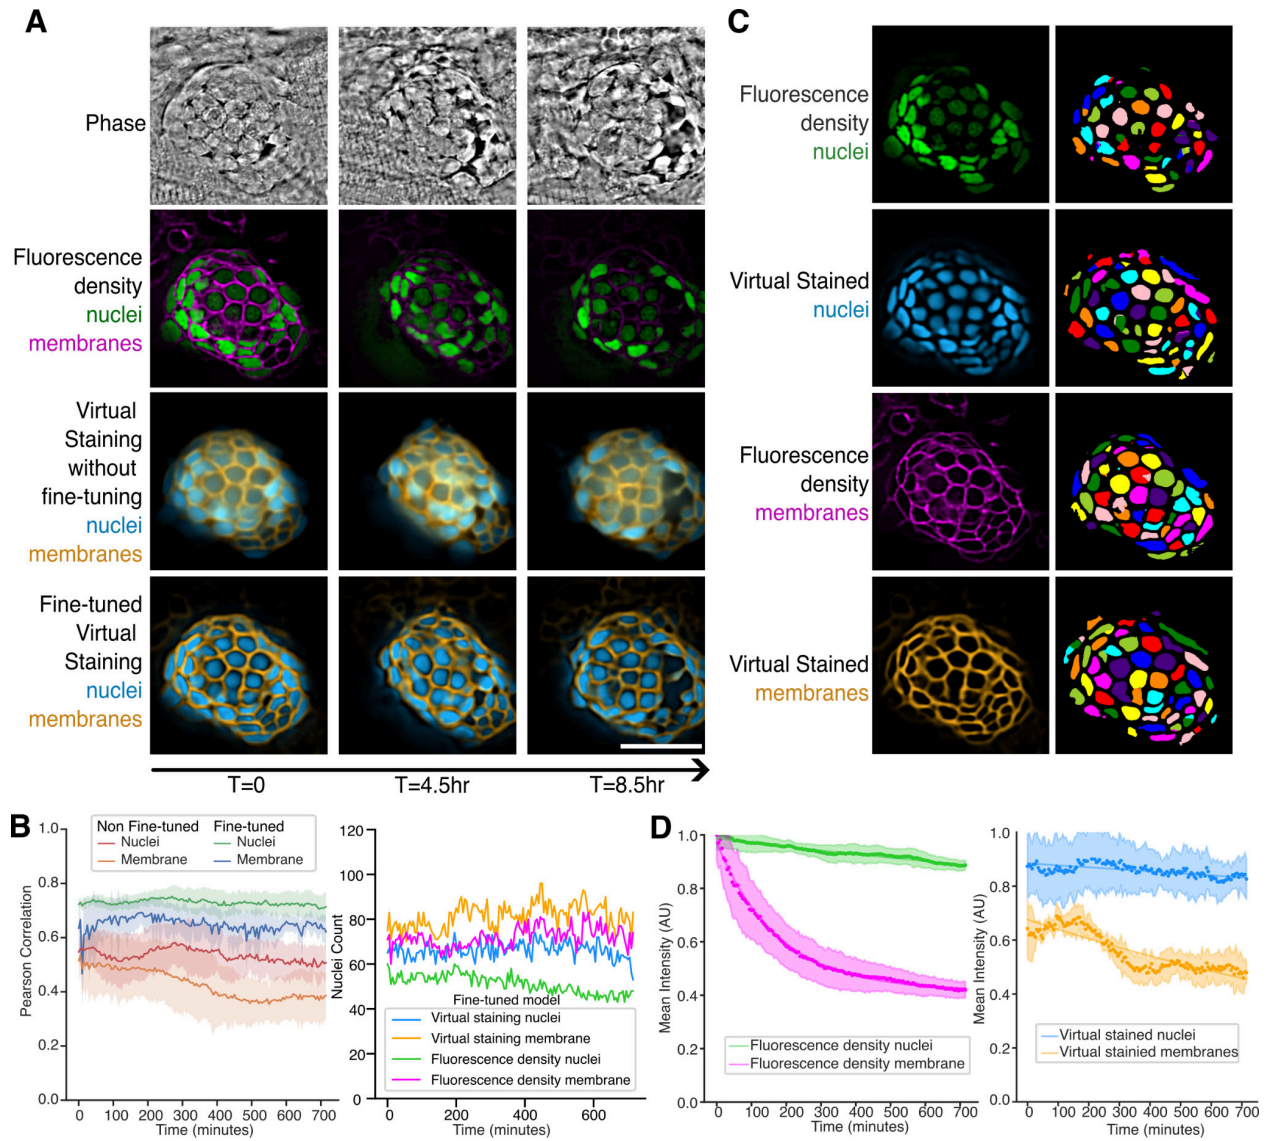 A
Phase
Fluorescence
density
nuclei
membranes
Virtual
Staining
without
fine-tuning
nuclei
membranes
Fine-tuned
Virtual
Staining
nuclei
membranes
T=0
T=4.5hr
T=8.5hr
C
Fluorescence
density
nuclei
Virtual Stained
nuclei
Fluorescence
density
membranes
Virtual Stained
membranes
B
Non Fine-tuned
Nuclei
Membrane
Fine-tuned
Nuclei
Membrane
Pearson Correlation
1.0
0.8
0.6
0.4
0.2
0.0
0 100 200 300 400 500 600 700
Time (minutes)
Nuclei Count
120
100
80
60
40
20
0
Fine-tuned model
Virtual staining nuclei
Virtual staining membrane
Fluorescence density nuclei
Fluorescence density membrane
0 200 400 600
Time (minutes)
D
Mean Intensity (AU)
1.0
0.8
0.6
0.4
0.2
0.0
Fluorescence density nuclei
Fluorescence density membrane
0 100 200 300 400 500 600 700
Time (minutes)
Mean Intensity (AU)
1.0
0.8
0.6
0.4
0.2
0.0
Virtual stained nuclei
Virtual stainied membranes
0 100 200 300 400 500 600 700
Time (minutes)